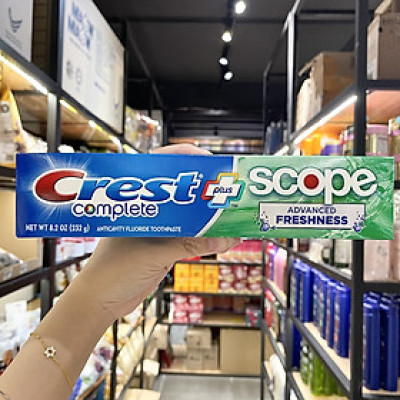 Crest + plus scope
complete
ADVANCED
FRESHNESS
NET WT 8.2 OZ (232 g) ANTICAVITY FLUORIDE TOOTHPASTE